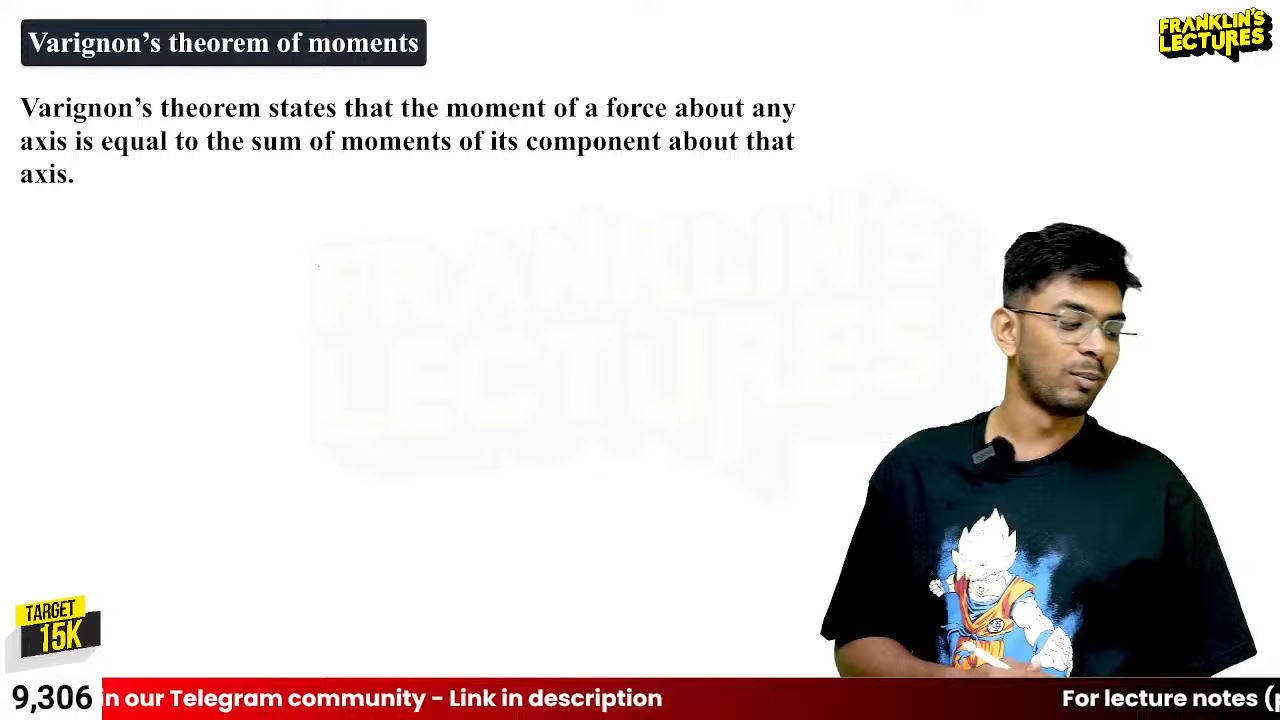 Varignon’s theorem of moments
FRANKLIN’S
LECTURES
Varignon’s theorem states that the moment of a force about any
axis is equal to the sum of moments of its component about that
axis.
FRANKLIN’S
LECTURES
TARGET
15K
9,306
in our Telegram community - Link in description
For lecture notes (